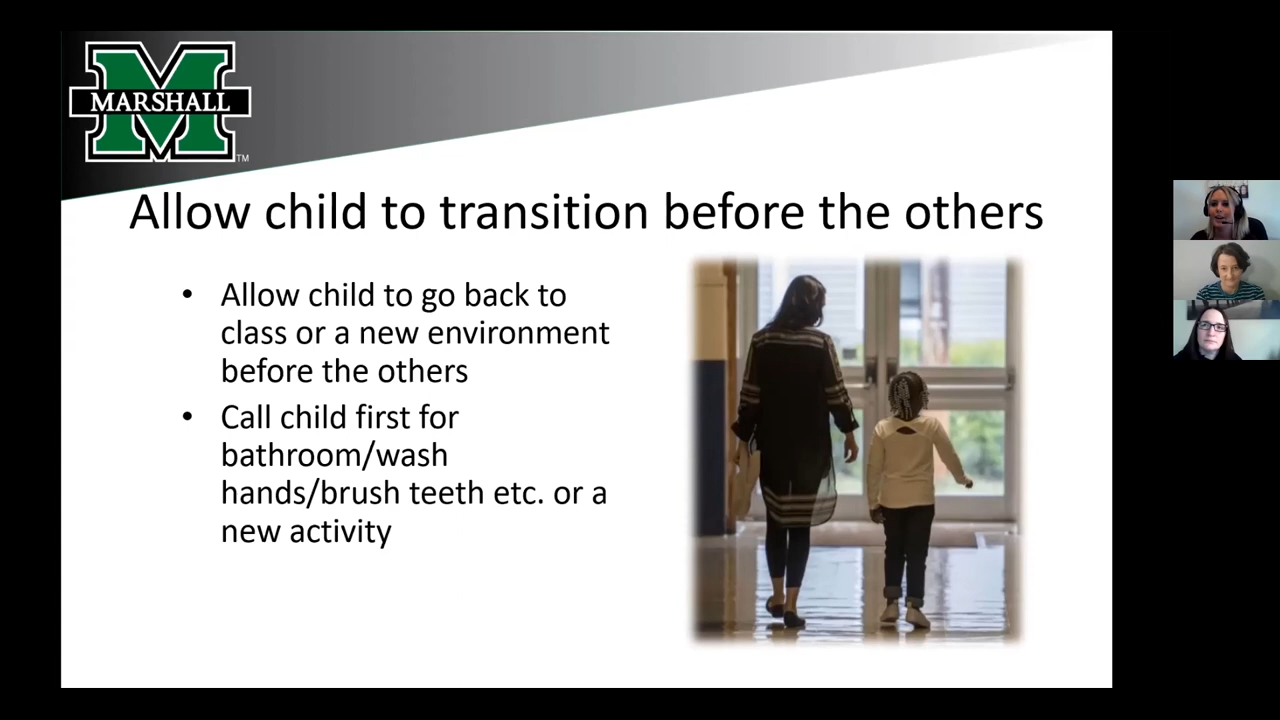 MARSHALL
TM
Allow child to transition before the others
• Allow child to go back to
class or a new environment
before the others
• Call child first for
bathroom/wash
hands/brush teeth etc. or a
new activity